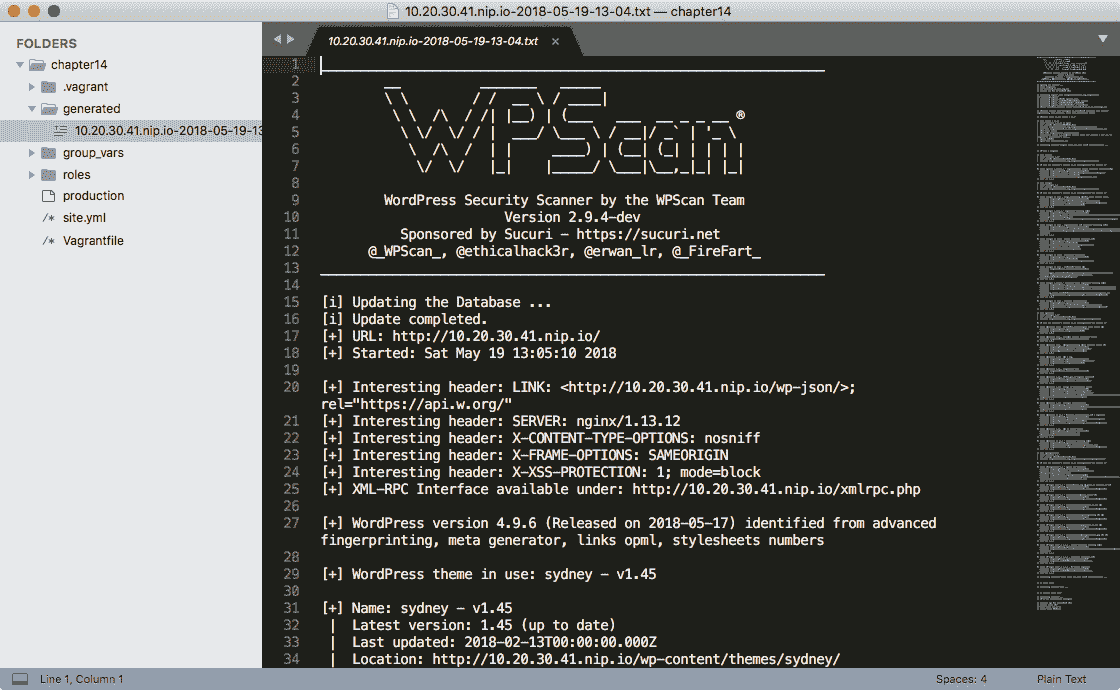 10.20.30.41.nip.io-2018-05-19-13-04.txt — chapter14
FOLDERS
chapter14
.vagrant
generated
10.20.30.41.nip.io-2018-05-19-13
group_vars
roles
production
/* site.yml
/* Vagrantfile
10.20.30.41.nip.io-2018-05-19-13-04.txt ×
1
2
3
4
5
6
7
8
WPScan ®
9 WordPress Security Scanner by the WPScan Team
10 Version 2.9.4-dev
11 Sponsored by Sucuri - https://sucuri.net
12 @_WPScan_, @ethicalhack3r, @erwan_lr, @_FireFart_
13
14
15 [i] Updating the Database ...
16 [i] Update completed.
17 [+] URL: http://10.20.30.41.nip.io/
18 [+] Started: Sat May 19 13:05:10 2018
19
20 [+] Interesting header: LINK: <http://10.20.30.41.nip.io/wp-json/>;
rel="https://api.w.org/"
21 [+] Interesting header: SERVER: nginx/1.13.12
22 [+] Interesting header: X-CONTENT-TYPE-OPTIONS: nosniff
23 [+] Interesting header: X-FRAME-OPTIONS: SAMEORIGIN
24 [+] Interesting header: X-XSS-PROTECTION: 1; mode=block
25 [+] XML-RPC Interface available under: http://10.20.30.41.nip.io/xmlrpc.php
26
27 [+] WordPress version 4.9.6 (Released on 2018-05-17) identified from advanced
fingerprinting, meta generator, links opml, stylesheets numbers
28
29 [+] WordPress theme in use: sydney - v1.45
30
31 [+] Name: sydney - v1.45
32 | Latest version: 1.45 (up to date)
33 | Last updated: 2018-02-13T00:00:00.000Z
34 | Location: http://10.20.30.41.nip.io/wp-content/themes/sydney/
Line 1, Column 1
Spaces: 4
Plain Text